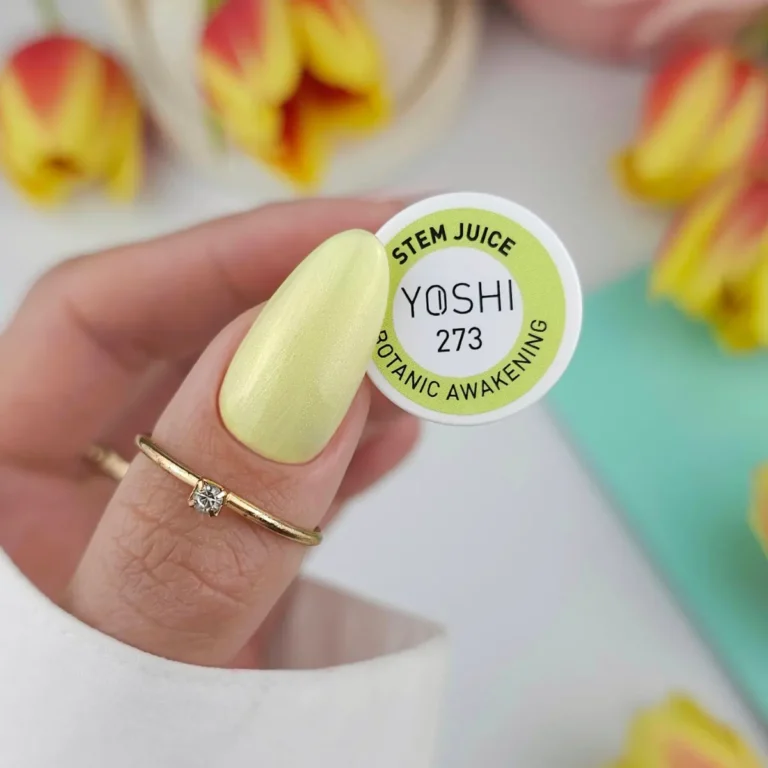 STEM JUICE
YOSHI
273
BOTANIC AWAKENING